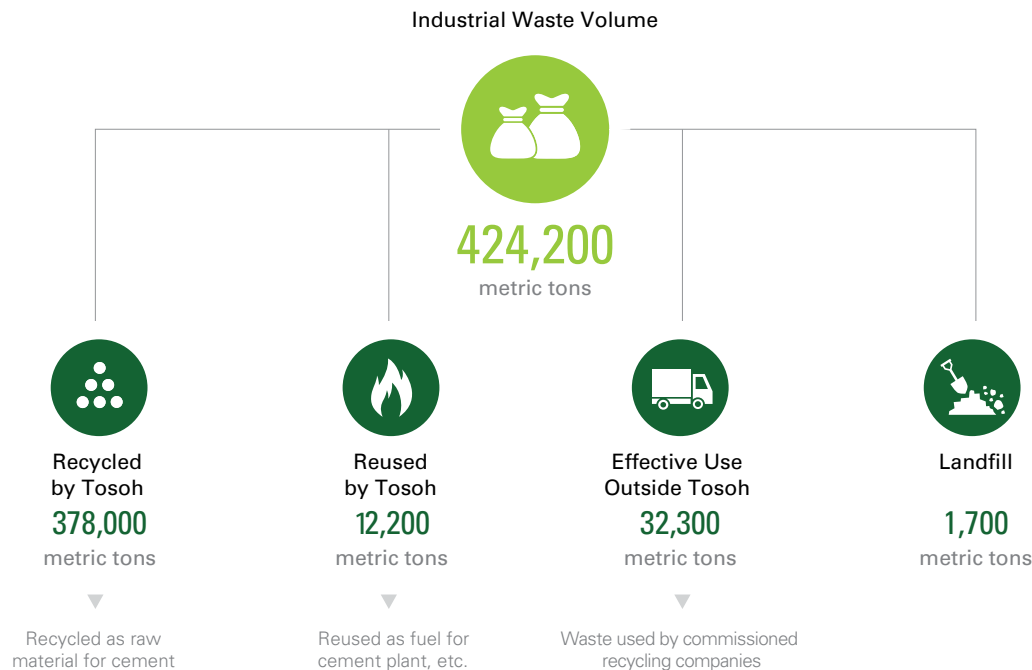 Industrial Waste Volume
424,200
metric tons
Recycled
by Tosoh
378,000
metric tons
Recycled as raw
material for cement
Reused
by Tosoh
12,200
metric tons
Reused as fuel for
cement plant, etc.
Effective Use
Outside Tosoh
32,300
metric tons
Waste used by commissioned
recycling companies
Landfill
1,700
metric tons